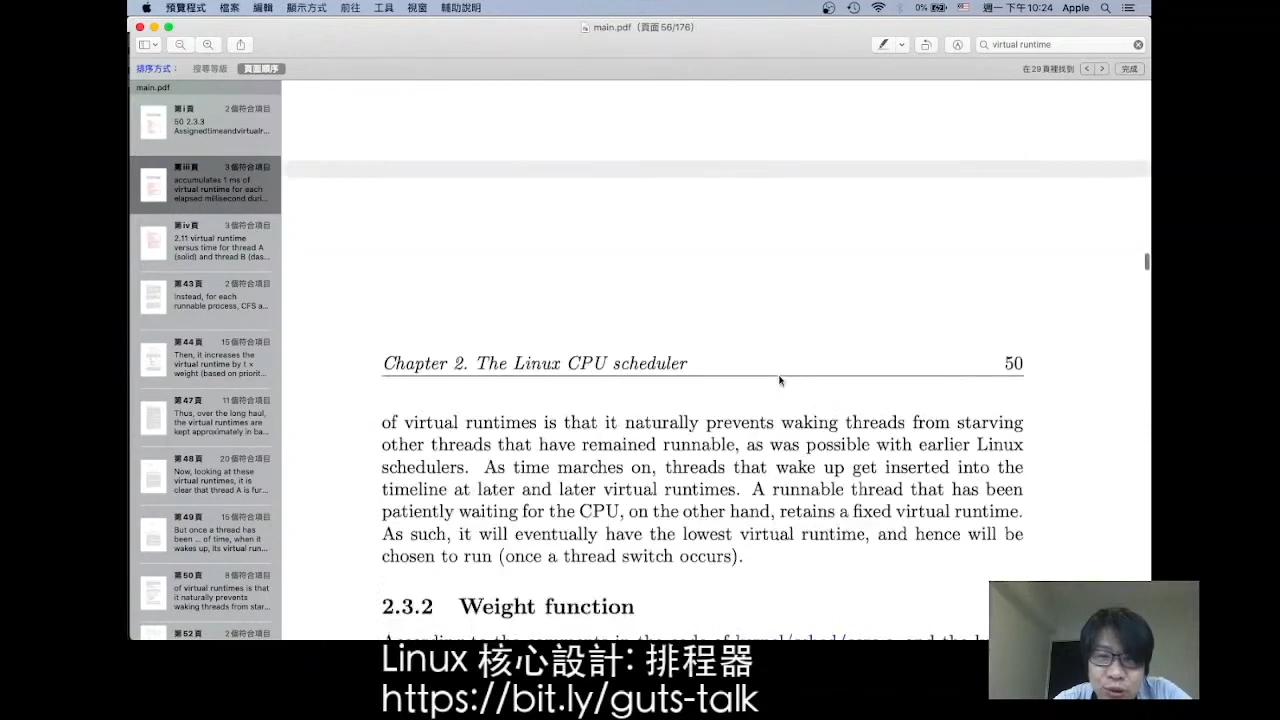 預覽程式 檔案 編輯 顯示方式 前往 工具 視窗 輔助說明 0% 週一 下午 10:24 Apple
main.pdf（頁面 56/176）
virtual runtime
排序方式： 搜尋等級 頁面順序 在29頁裡找到 < > 完成
main.pdf
第 i 頁 2 個符合項目
50 2.3.3
Assignedtimeandvirtualr...
第 iii 頁 3 個符合項目
accumulates 1 ms of
virtual runtime for each
elapsed millisecond duri...
第 iv 頁 3 個符合項目
2.11 virtual runtime
versus time for thread A
(solid) and thread B (das...
第 43 頁 2 個符合項目
Instead, for each
runnable process, CFS a...
第 44 頁 15 個符合項目
Then, it increases the
virtual runtime by t ×
weight (based on priorit...
第 47 頁 11 個符合項目
Thus, over the long haul,
the virtual runtimes are
kept approximately in ba...
第 48 頁 20 個符合項目
Now, looking at these
virtual runtimes, it is
clear that thread A is fur...
第 49 頁 15 個符合項目
But once a thread has
been ... of time, when it
wakes up, its virtual run...
第 50 頁 8 個符合項目
of virtual runtimes is that
it naturally prevents
waking threads from star...
第 52 頁 2 個符合項目
Chapter 2. The Linux CPU scheduler 50
of virtual runtimes is that it naturally prevents waking threads from starving
other threads that have remained runnable, as was possible with earlier Linux
schedulers. As time marches on, threads that wake up get inserted into the
timeline at later and later virtual runtimes. A runnable thread that has been
patiently waiting for the CPU, on the other hand, retains a fixed virtual runtime.
As such, it will eventually have the lowest virtual runtime, and hence will be
chosen to run (once a thread switch occurs).
2.3.2 Weight function
Linux 核心設計: 排程器
https://bit.ly/guts-talk